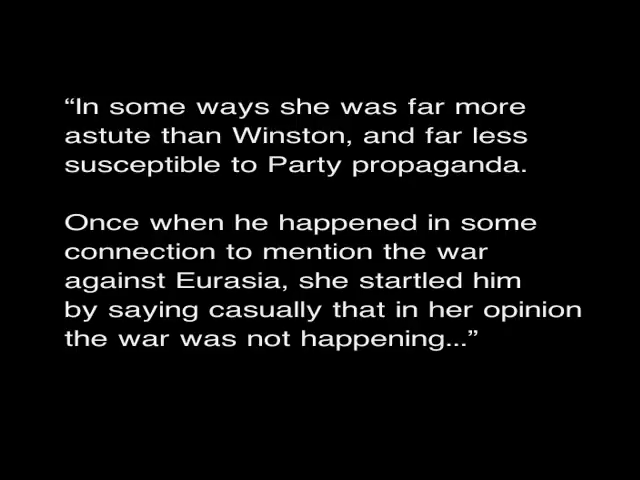 “In some ways she was far more
astute than Winston, and far less
susceptible to Party propaganda.
Once when he happened in some
connection to mention the war
against Eurasia, she startled him
by saying casually that in her opinion
the war was not happening...”